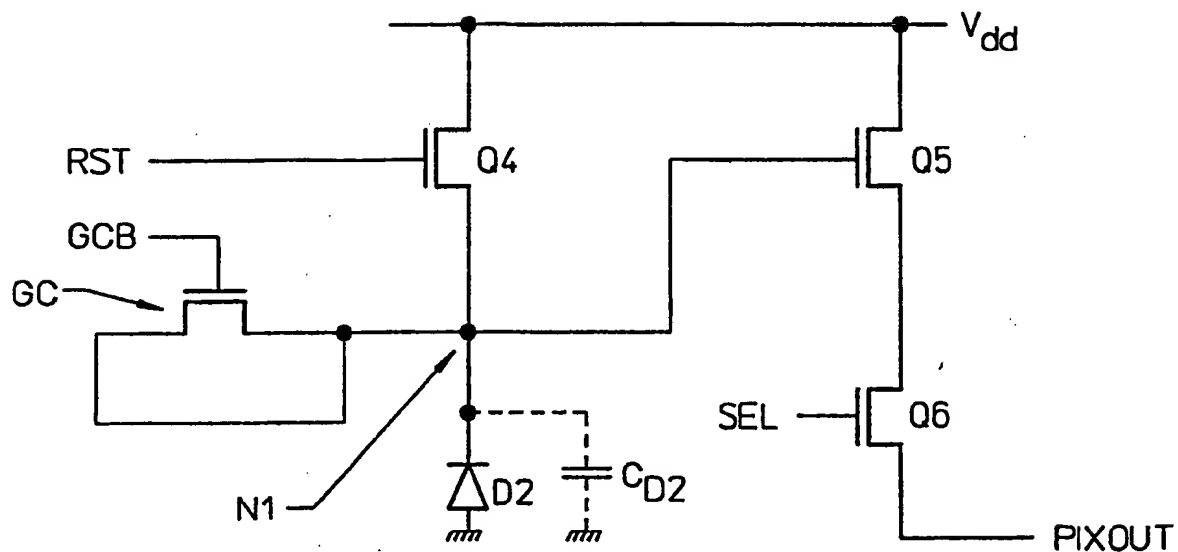 Vdd
RST
Q4
Q5
GCB
GC
SEL
Q6
N1
D2
CD2
PIXOUT